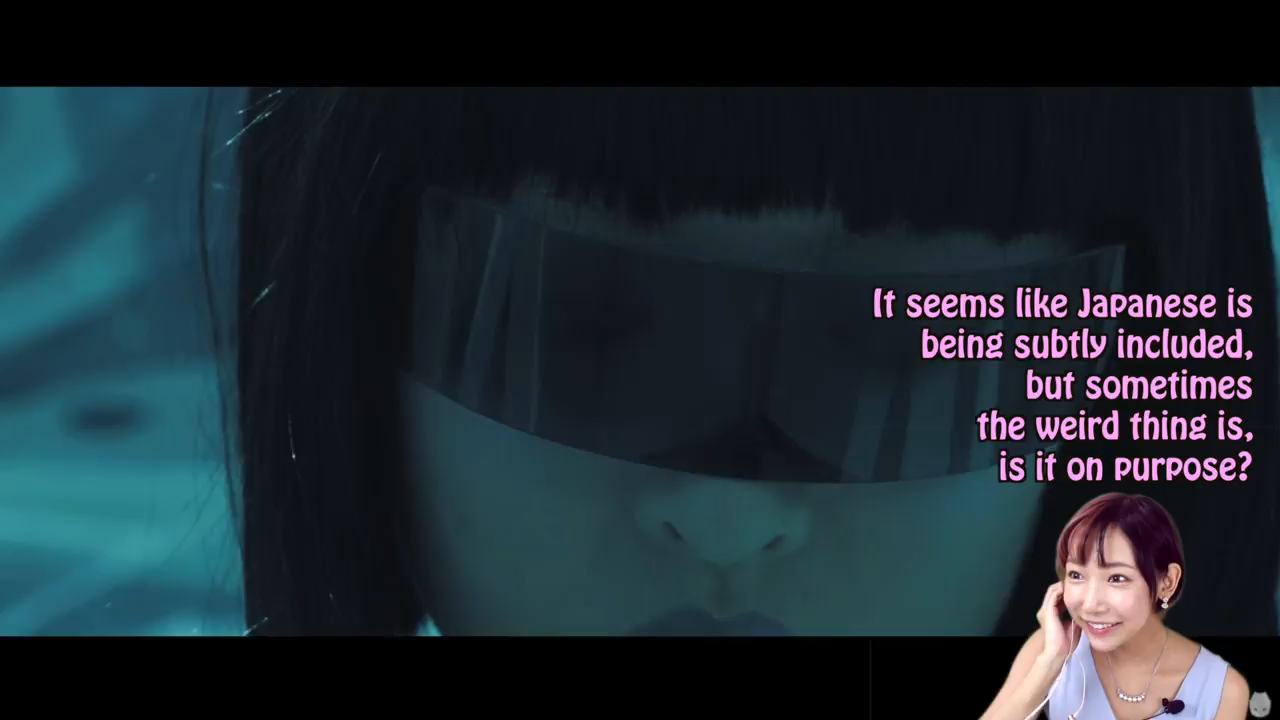 It seems like Japanese is
being subtly included,
but sometimes
the weird thing is,
is it on purpose?